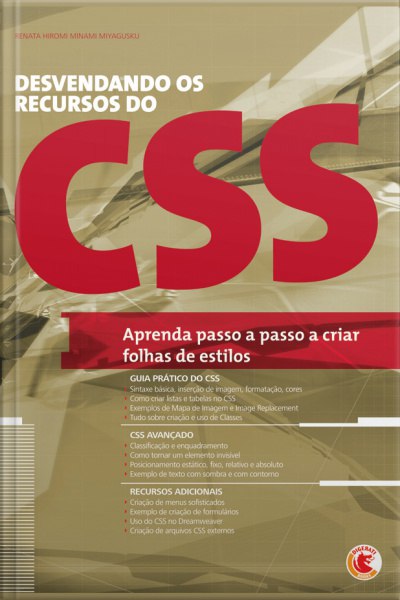 RENATA HIROMI MINAMI MIYAGUSKU
DESVENDANDO OS
RECURSOS DO
CSS
Aprenda passo a passo a criar
folhas de estilos
GUIA PRÁTICO DO CSS
Sintaxe básica, inserção de imagem, formatação, cores
Como criar listas e tabelas no CSS
Exemplos de Mapa de Imagem e Image Replacement
Tudo sobre criação e uso de Classes
CSS AVANÇADO
Classificação e enquadramento
Como tornar um elemento invisível
Posicionamento estático, fixo, relativo e absoluto
Exemplo de texto com sombra e com contorno
RECURSOS ADICIONAIS
Criação de menus sofisticados
Exemplo de criação de formulários
Uso do CSS no Dreamweaver
Criação de arquivos CSS externos
DIGERATI
BOOKS